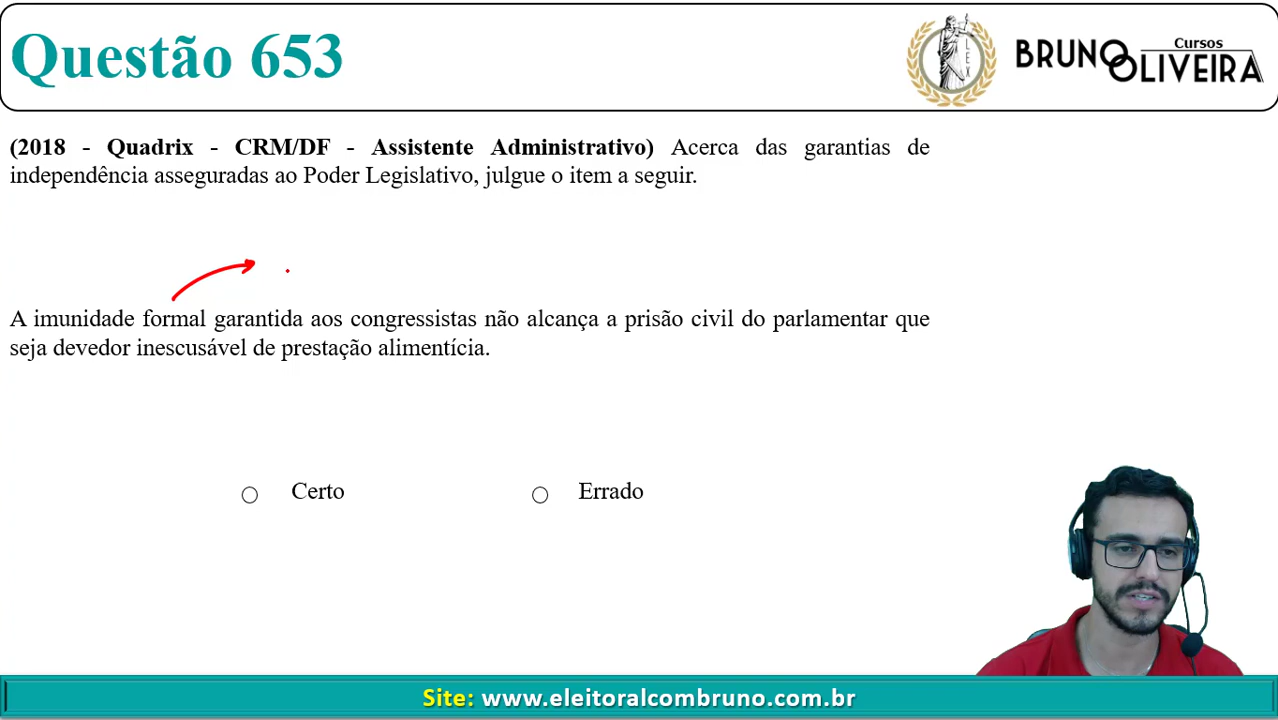 Questão 653
Cursos
BRUNO OLIVEIRA
LEX
(2018 - Quadrix - CRM/DF - Assistente Administrativo) Acerca das garantias de
independência asseguradas ao Poder Legislativo, julgue o item a seguir.
A imunidade formal garantida aos congressistas não alcança a prisão civil do parlamentar que
seja devedor inescusável de prestação alimentícia.
Certo Errado
Site: www.eleitoralcombruno.com.br